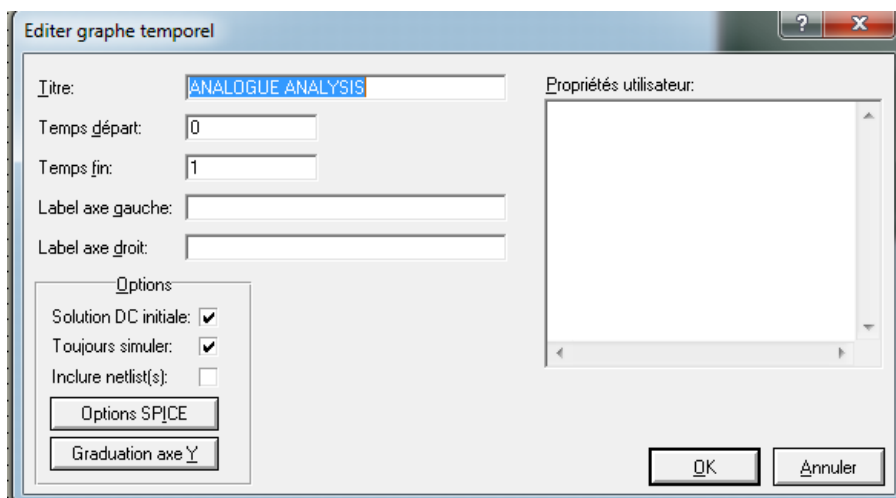 Editer graphe temporel
?
X
Titre:
ANALOGUE ANALYSIS
Propriétés utilisateur:
Temps départ:
0
Temps fin:
1
Label axe gauche:
Label axe droit:
Options
Solution DC initiale:
Toujours simuler:
Inclure netlist(s):
Options SPICE
Graduation axe Y
OK
Annuler